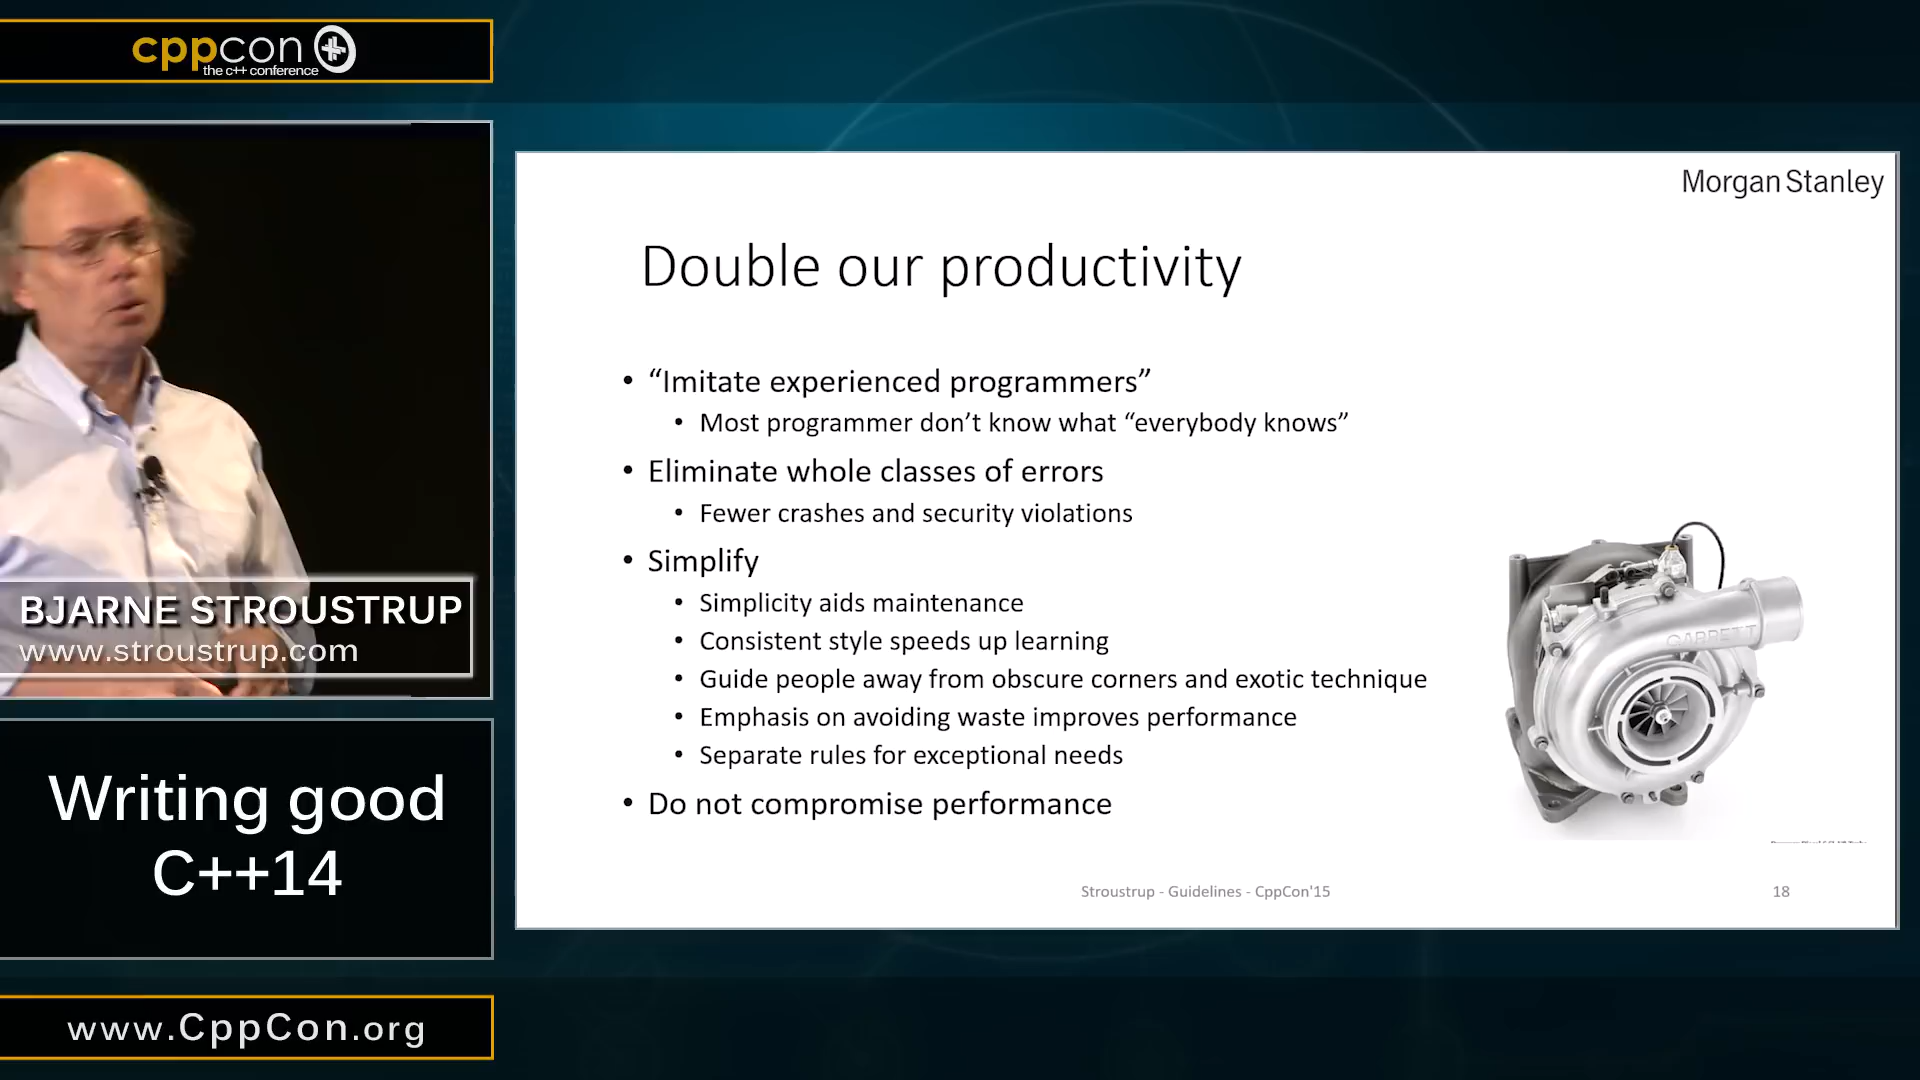 cppcon
the c++ conference
BJARNE STROUSTRUP
www.stroustrup.com
Writing good
C++14
www.CppCon.org
Morgan Stanley
Double our productivity
• “Imitate experienced programmers”
• Most programmer don’t know what “everybody knows”
• Eliminate whole classes of errors
• Fewer crashes and security violations
• Simplify
• Simplicity aids maintenance
• Consistent style speeds up learning
• Guide people away from obscure corners and exotic technique
• Emphasis on avoiding waste improves performance
• Separate rules for exceptional needs
• Do not compromise performance
GARRETT
Stroustrup - Guidelines - CppCon'15
18